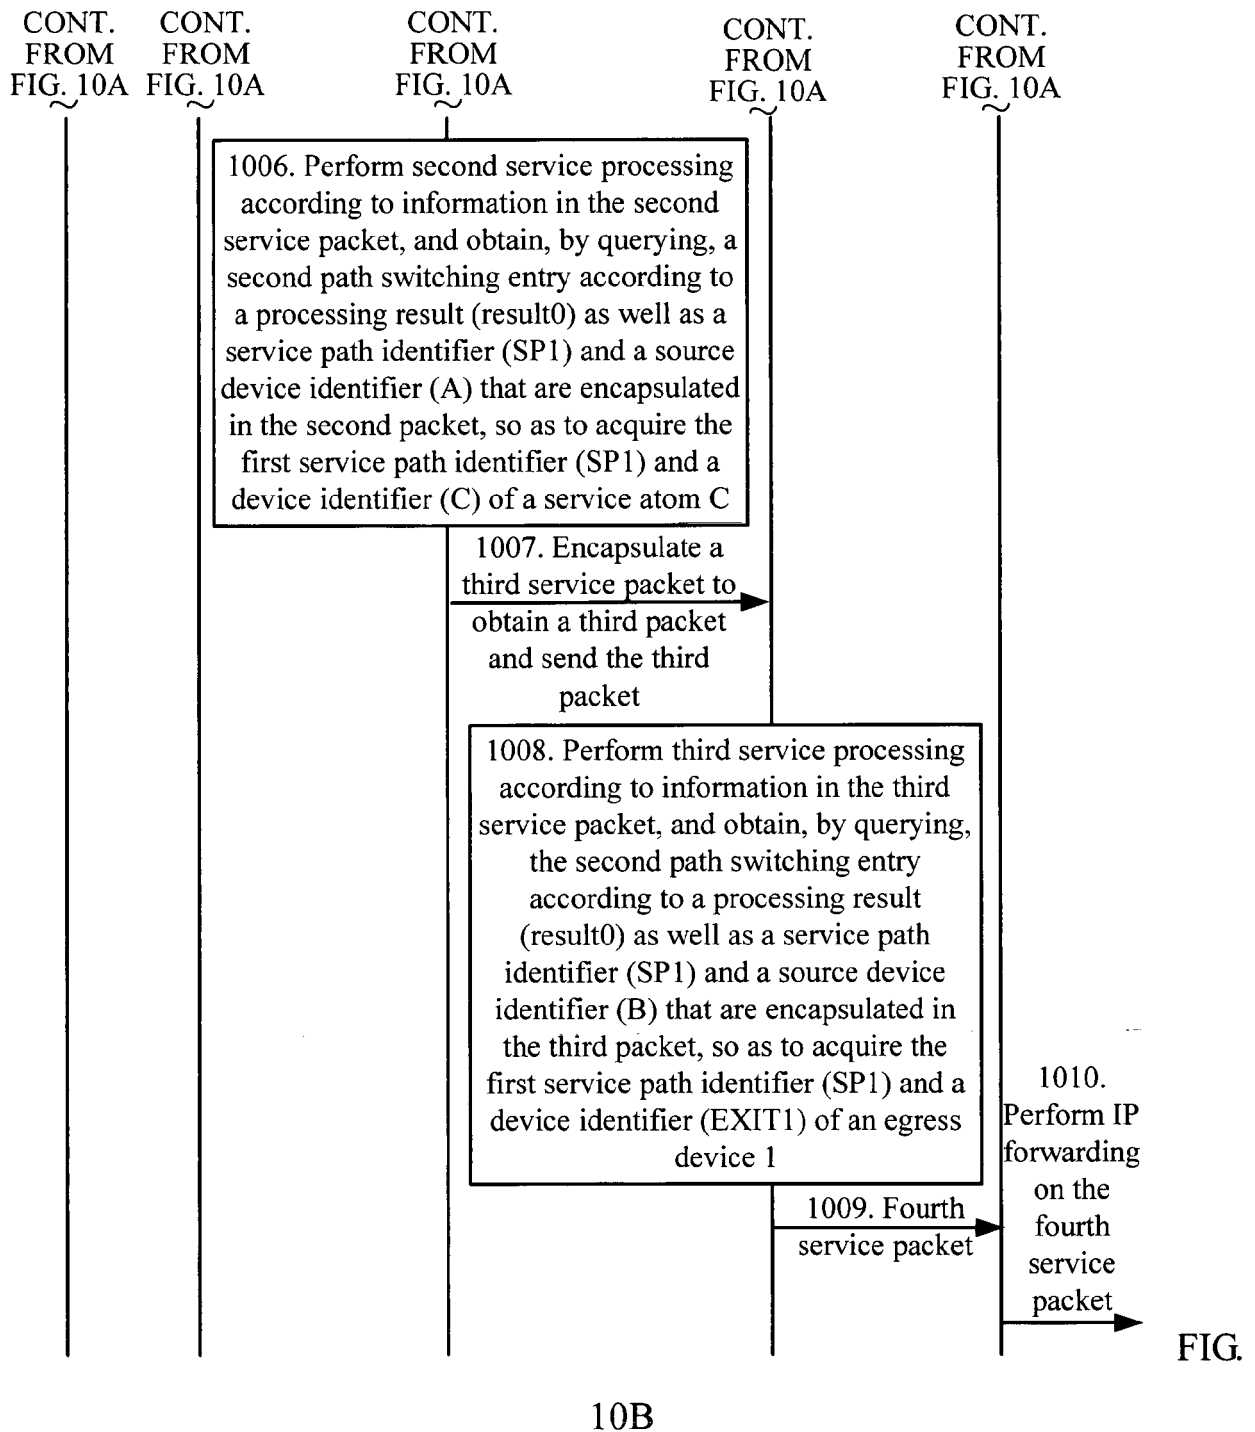 CONT.
FROM
FIG. 10A
CONT.
FROM
FIG. 10A
CONT.
FROM
FIG. 10A
CONT.
FROM
FIG. 10A
CONT.
FROM
FIG. 10A
1006. Perform second service processing
according to information in the second
service packet, and obtain, by querying, a
second path switching entry according to
a processing result (result0) as well as a
service path identifier (SP1) and a source
device identifier (A) that are encapsulated
in the second packet, so as to acquire the
first service path identifier (SP1) and a
device identifier (C) of a service atom C
1007. Encapsulate a
third service packet to
obtain a third packet
and send the third
packet
1008. Perform third service processing
according to information in the third
service packet, and obtain, by querying,
the second path switching entry
according to a processing result
(result0) as well as a service path
identifier (SP1) and a source device
identifier (B) that are encapsulated in
the third packet, so as to acquire the
first service path identifier (SP1) and a
device identifier (EXIT1) of an egress
device 1
1009. Fourth
service packet
1010.
Perform IP
forwarding
on the
fourth
service
packet
FIG.
10B